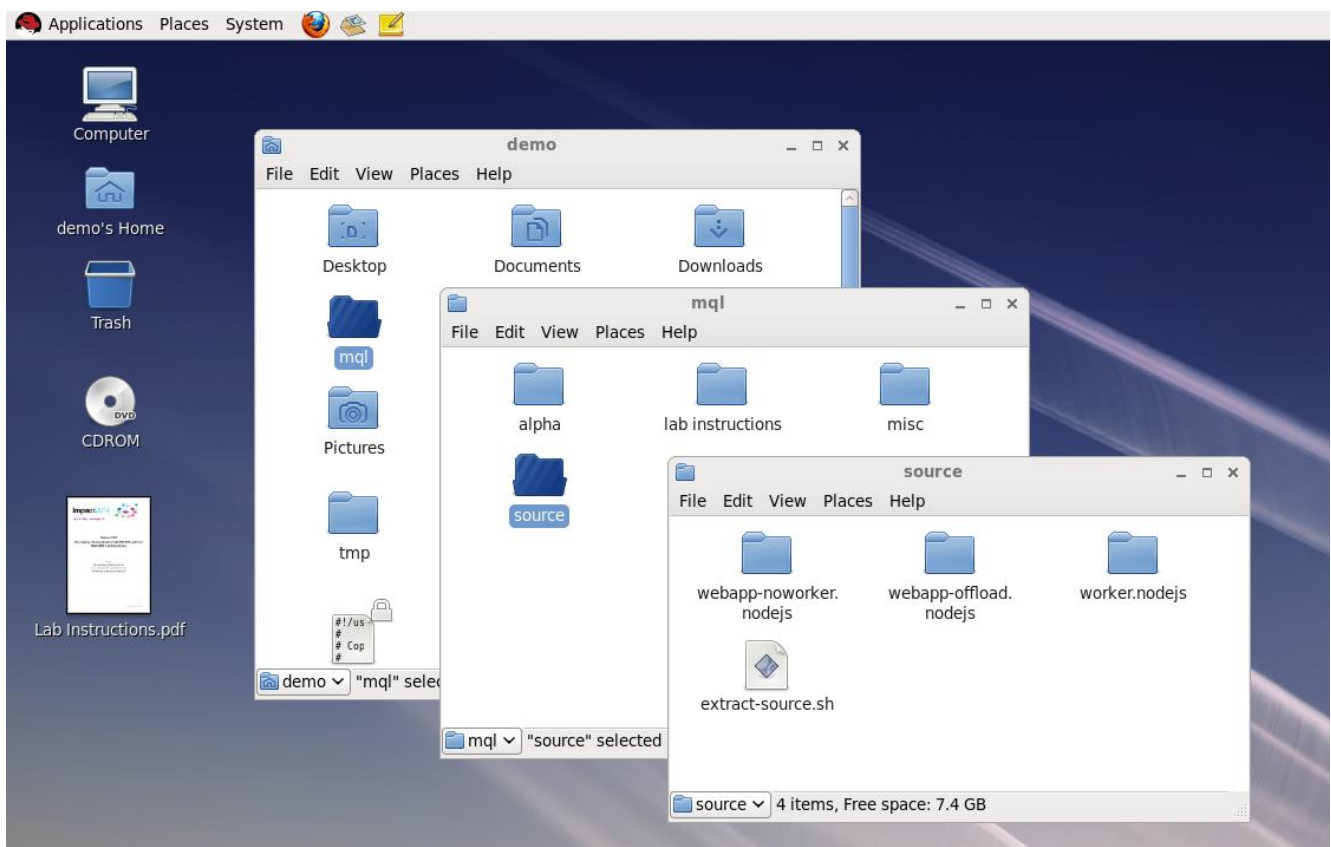 Applications Places System
Computer
demo's Home
Trash
DVD
CDROM
Lab Instructions.pdf
demo
File Edit View Places Help
Desktop Documents Downloads
mql
Pictures
tmp
#!/us
#
# Cop
#
demo "mql" selec
mql
File Edit View Places Help
alpha lab instructions misc
source
mql "source" selected
source
File Edit View Places Help
webapp-noworker.
nodejs
webapp-offload.
nodejs
worker.nodejs
extract-source.sh
source 4 items, Free space: 7.4 GB